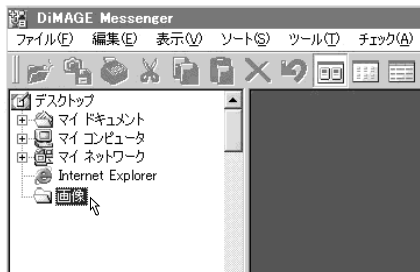 DiMAGE Messenger
ファイル(F) 編集(E) 表示(V) ソート(S) ツール(T) チェック(A)
デスクトップ
マイ ドキュメント
マイ コンピュータ
マイ ネットワーク
Internet Explorer
画像